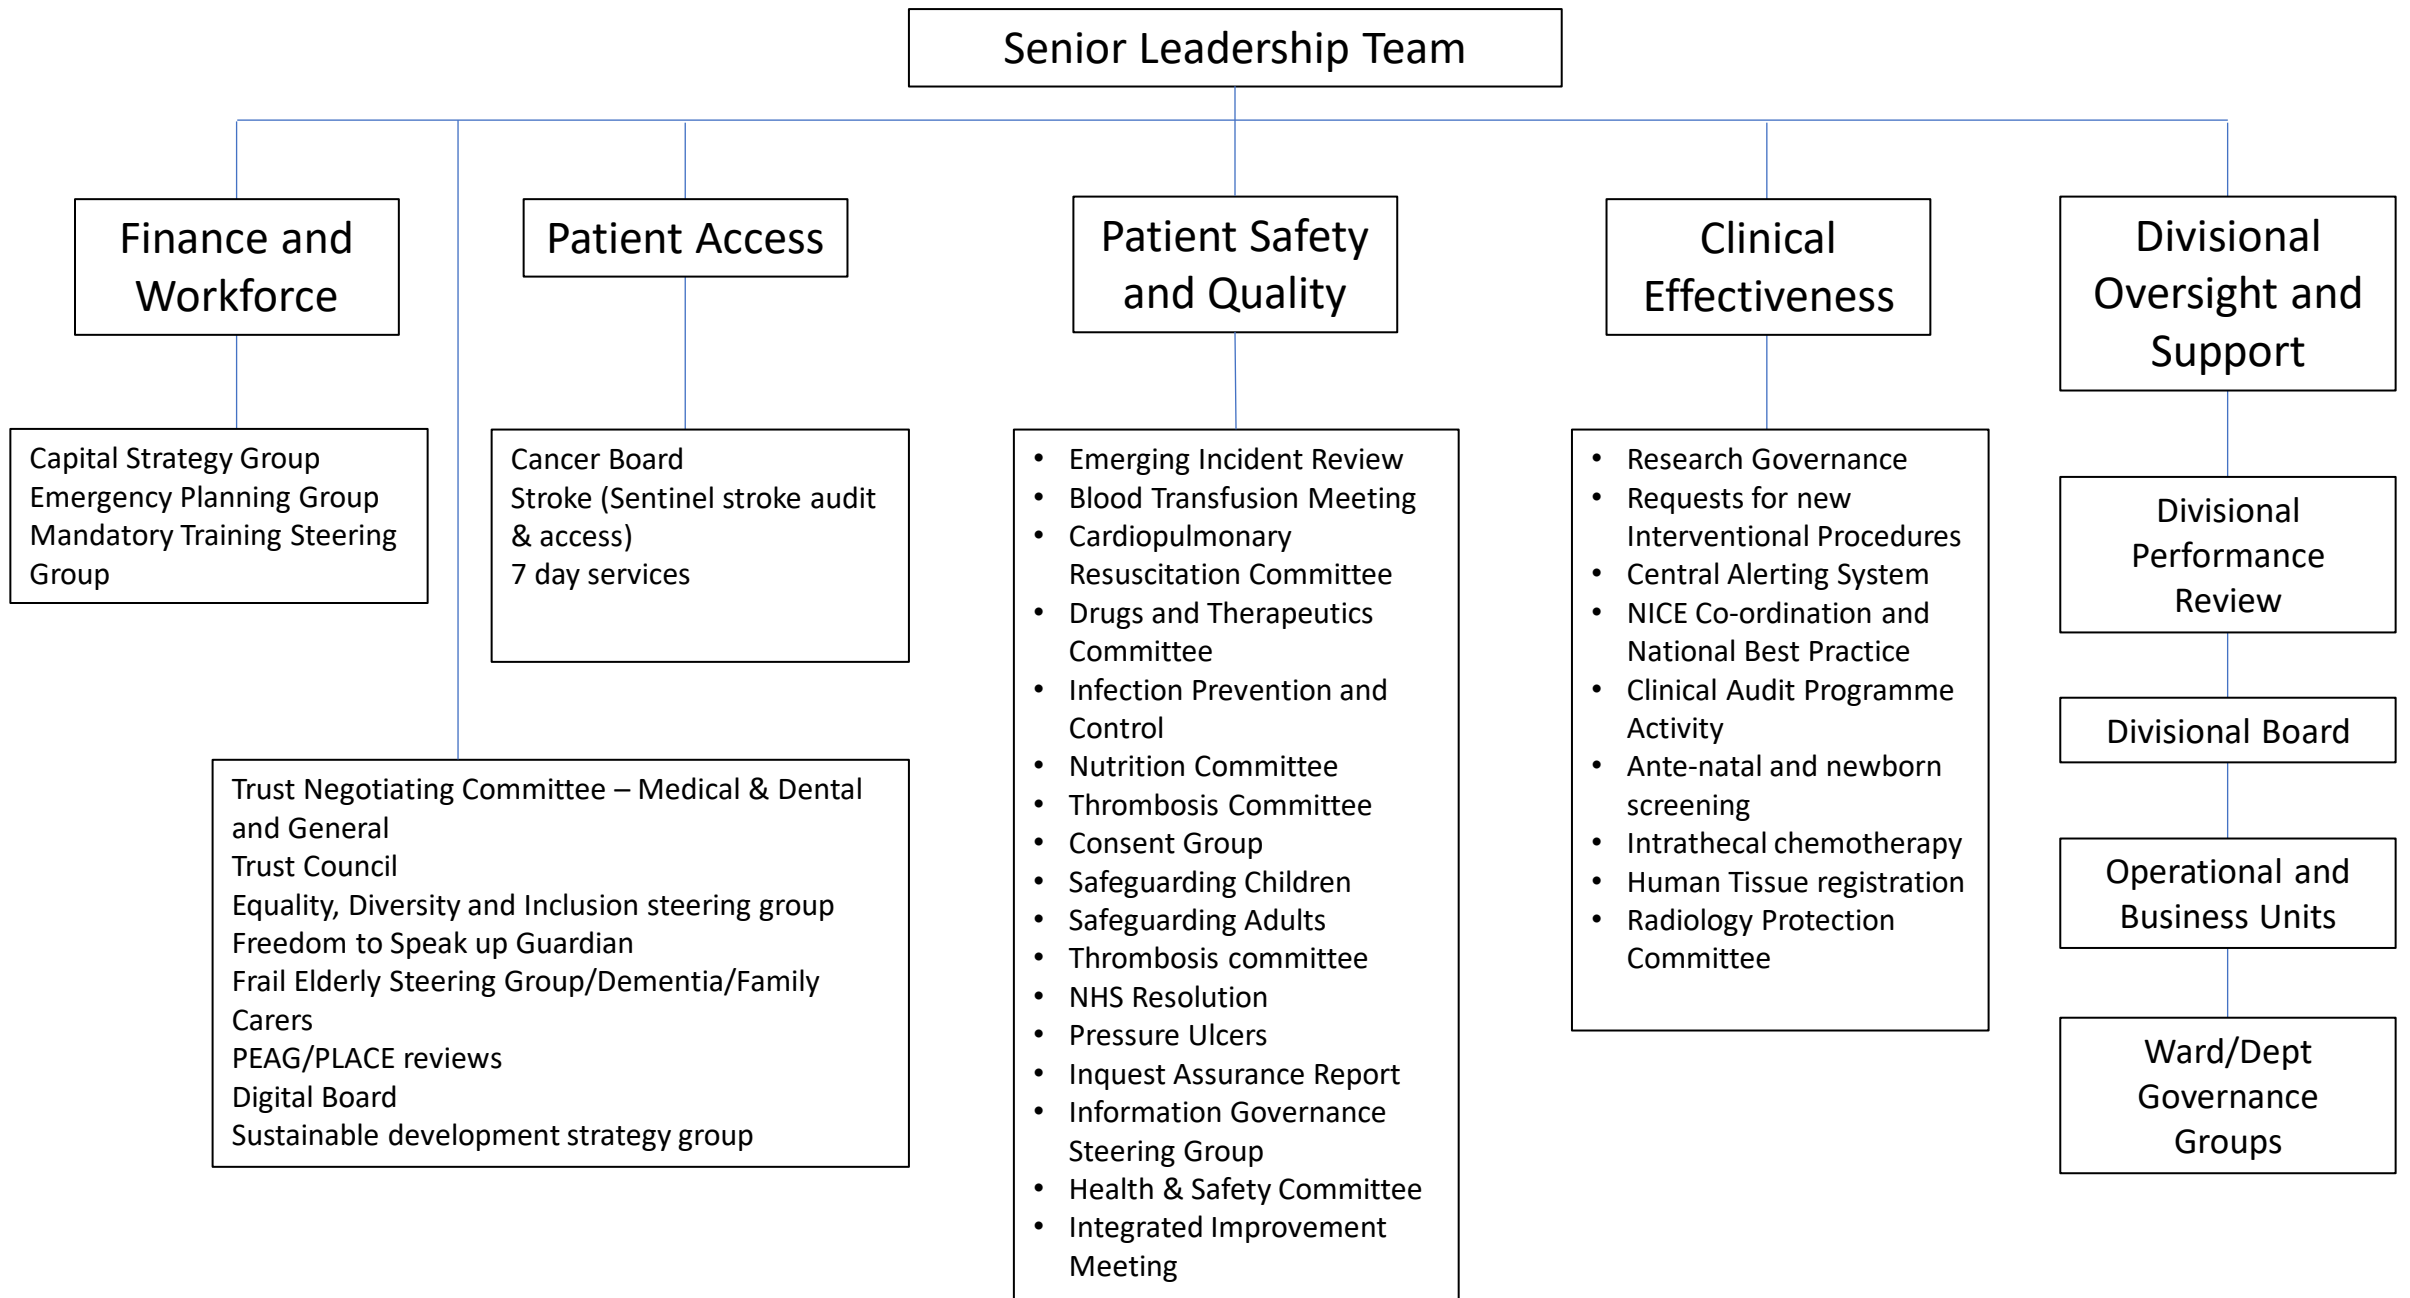 Senior Leadership Team
Finance and
Workforce
Patient Access
Patient Safety
and Quality
Clinical
Effectiveness
Divisional
Oversight and
Support
Capital Strategy Group
Emergency Planning Group
Mandatory Training Steering
Group
Cancer Board
Stroke (Sentinel stroke audit
& access)
7 day services
Trust Negotiating Committee – Medical & Dental
and General
Trust Council
Equality, Diversity and Inclusion steering group
Freedom to Speak up Guardian
Frail Elderly Steering Group/Dementia/Family
Carers
PEAG/PLACE reviews
Digital Board
Sustainable development strategy group
• Emerging Incident Review
• Blood Transfusion Meeting
• Cardiopulmonary
Resuscitation Committee
• Drugs and Therapeutics
Committee
• Infection Prevention and
Control
• Nutrition Committee
• Thrombosis Committee
• Consent Group
• Safeguarding Children
• Safeguarding Adults
• Thrombosis committee
• NHS Resolution
• Pressure Ulcers
• Inquest Assurance Report
• Information Governance
Steering Group
• Health & Safety Committee
• Integrated Improvement
Meeting
• Research Governance
• Requests for new
Interventional Procedures
• Central Alerting System
• NICE Co-ordination and
National Best Practice
• Clinical Audit Programme
Activity
• Ante-natal and newborn
screening
• Intrathecal chemotherapy
• Human Tissue registration
• Radiology Protection
Committee
Divisional
Performance
Review
Divisional Board
Operational and
Business Units
Ward/Dept
Governance
Groups